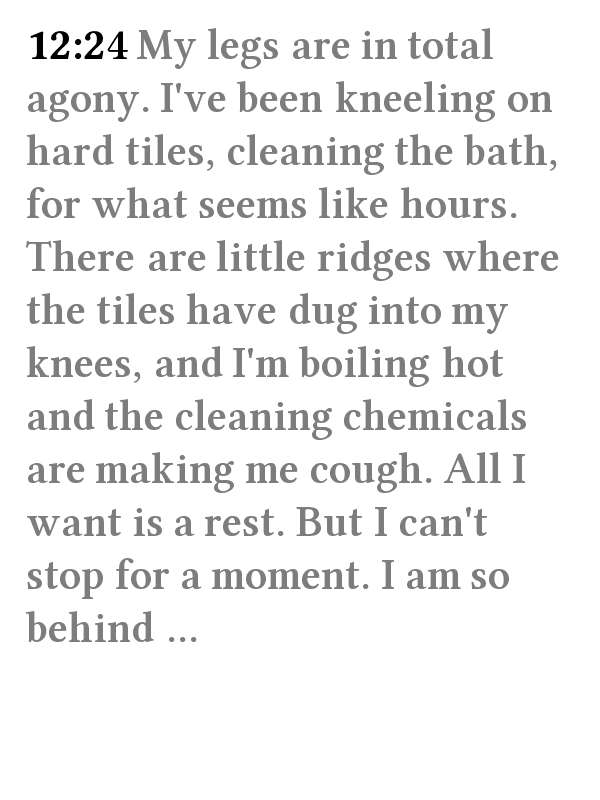 12:24 My legs are in total
agony. I've been kneeling on
hard tiles, cleaning the bath,
for what seems like hours.
There are little ridges where
the tiles have dug into my
knees, and I'm boiling hot
and the cleaning chemicals
are making me cough. All I
want is a rest. But I can't
stop for a moment. I am so
behind ...